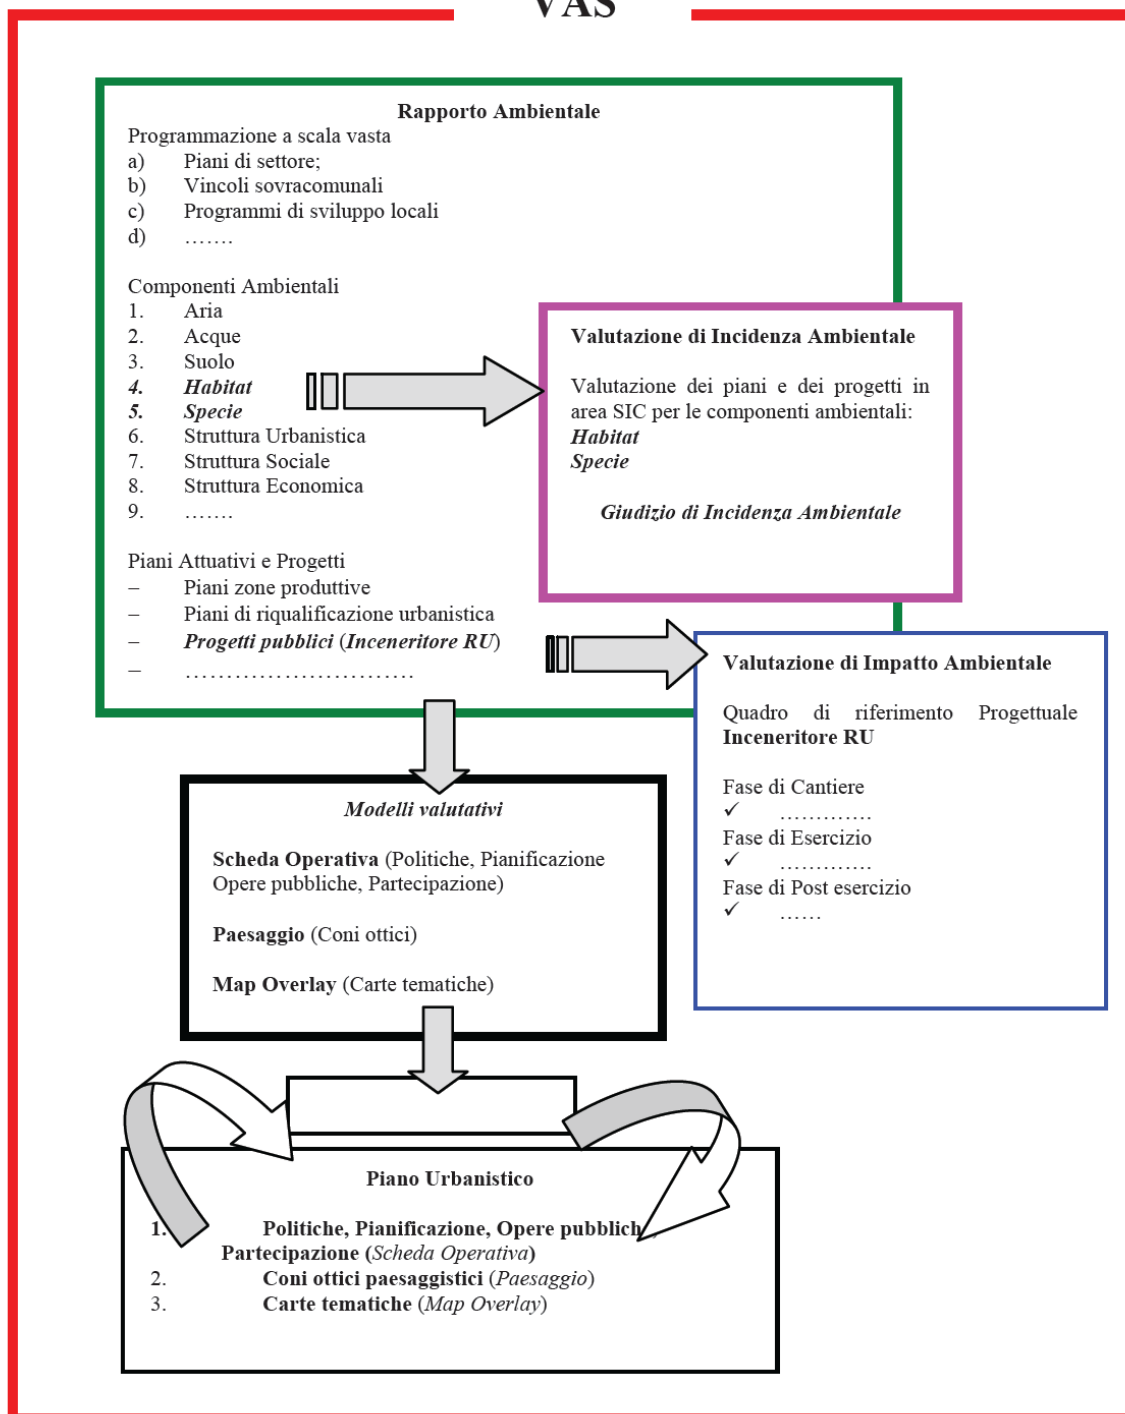 VAS
Rapporto Ambientale
Programmazione a scala vasta
a) Piani di settore;
b) Vincoli sovracomunali
c) Programmi di sviluppo locali
d) …….
Componenti Ambientali
1. Aria
2. Acque
3. Suolo
4. Habitat
5. Specie
6. Struttura Urbanistica
7. Struttura Sociale
8. Struttura Economica
9. …….
Piani Attuativi e Progetti
– Piani zone produttive
– Piani di riqualificazione urbanistica
– Progetti pubblici (Inceneritore RU)
– ……………………….
Valutazione di Incidenza Ambientale
Valutazione dei piani e dei progetti in
area SIC per le componenti ambientali:
Habitat
Specie
Giudizio di Incidenza Ambientale
Valutazione di Impatto Ambientale
Quadro di riferimento Progettuale
Inceneritore RU
Fase di Cantiere
✓ ………….
Fase di Esercizio
✓ ………….
Fase di Post esercizio
✓ ……
Modelli valutativi
Scheda Operativa (Politiche, Pianificazione
Opere pubbliche, Partecipazione)
Paesaggio (Coni ottici)
Map Overlay (Carte tematiche)
Piano Urbanistico
1. Politiche, Pianificazione, Opere pubblich
Partecipazione (Scheda Operativa)
2. Coni ottici paesaggistici (Paesaggio)
3. Carte tematiche (Map Overlay)